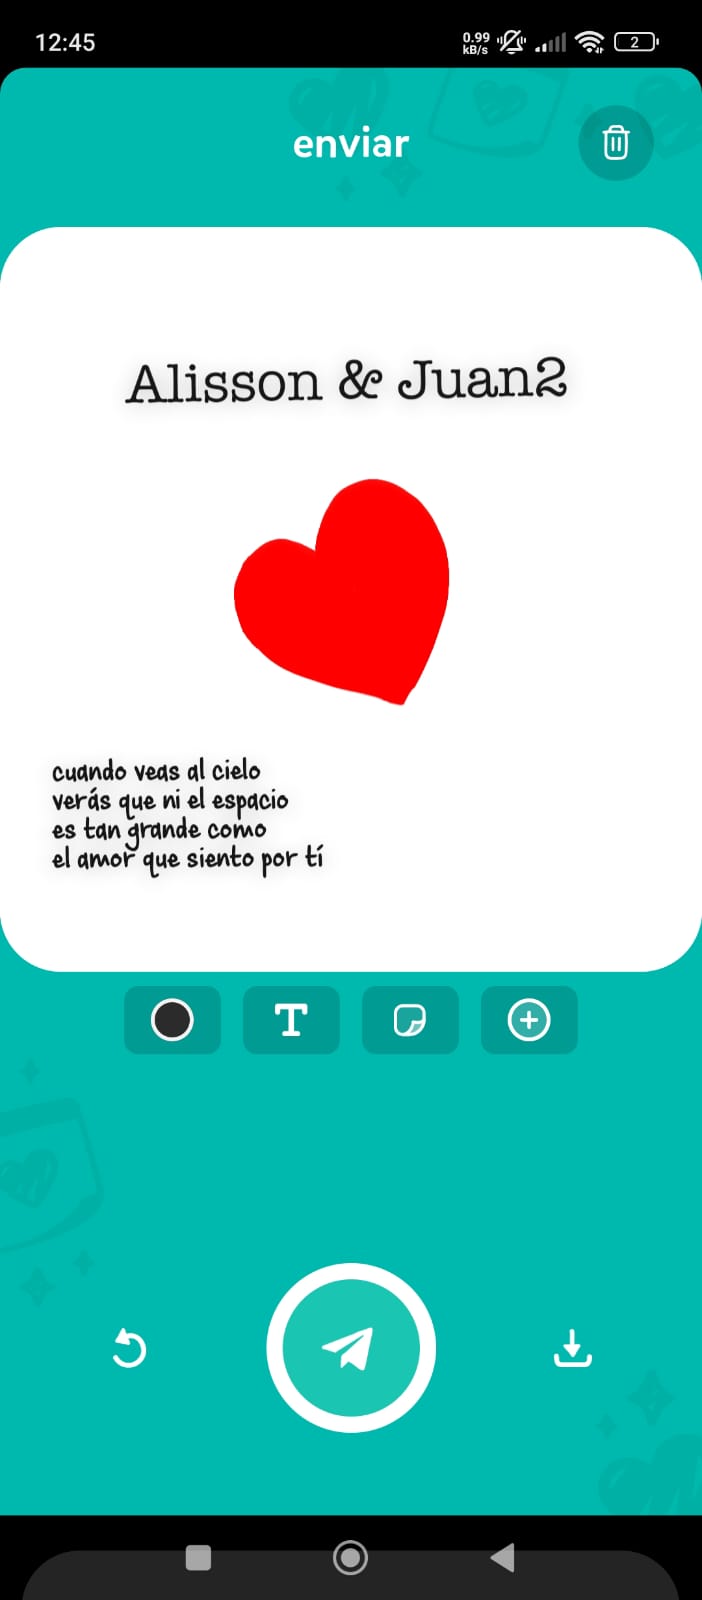 12:45
0.99
kB/s
2
enviar
Alisson & Juan2
cuando veas al cielo
verás que ni el espacio
es tan grande como
el amor que siento por tí
T